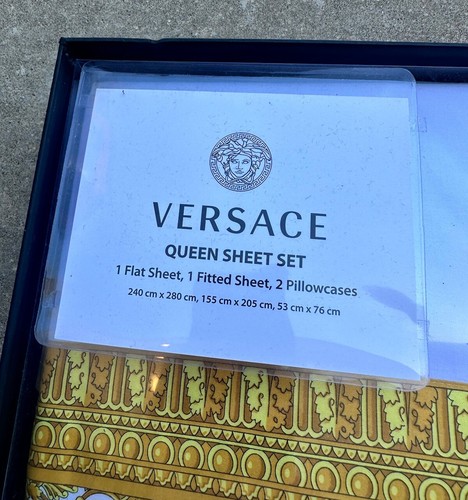 VERSACE
QUEEN SHEET SET
1 Flat Sheet, 1 Fitted Sheet, 2 Pillowcases
240 cm x 280 cm, 155 cm x 205 cm, 53 cm x 76 cm